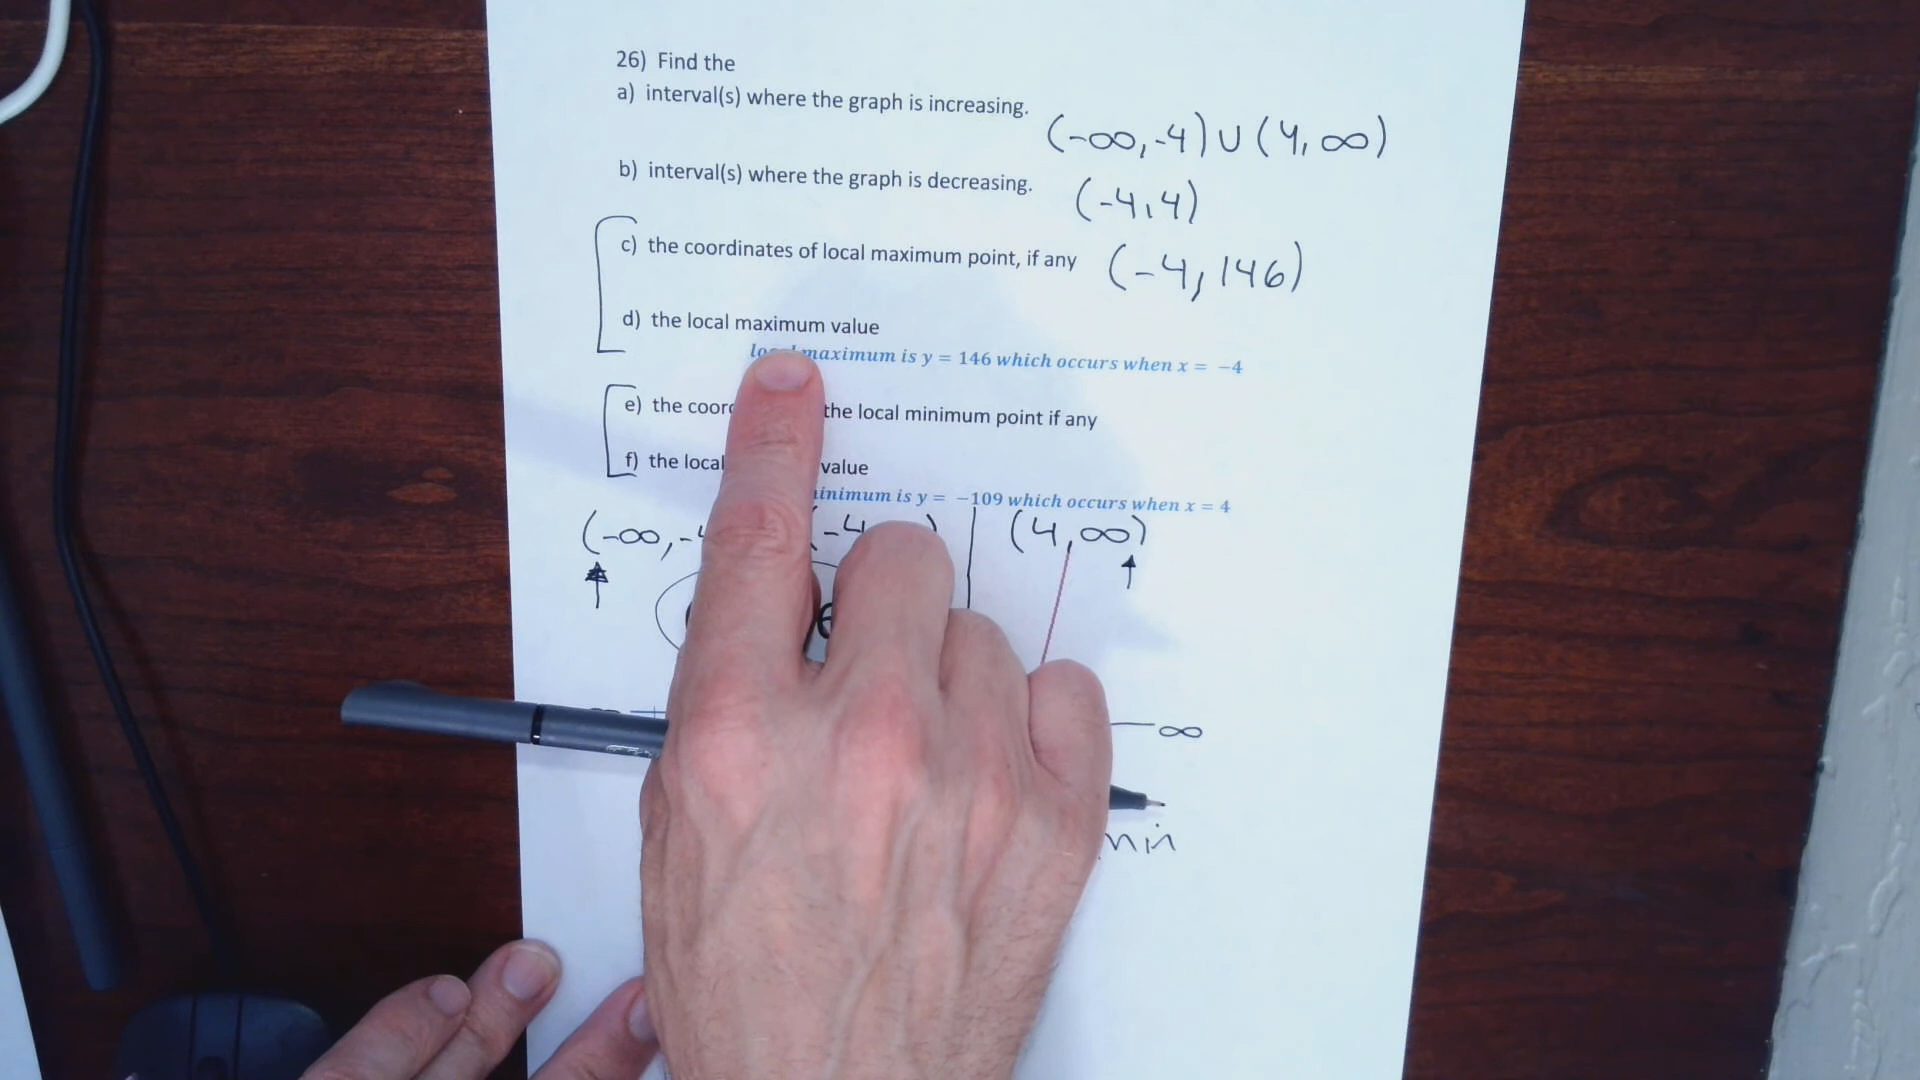 26) Find the
a) interval(s) where the graph is increasing. (-∞,-4)∪(4,∞)
b) interval(s) where the graph is decreasing. (-4,4)
c) the coordinates of local maximum point, if any (-4,146)
d) the local maximum value
maximum is y = 146 which occurs when x = −4
e) the the local minimum point if any
f) the local value
is y = −109 which occurs when x = 4
(-∞,-4 (-4 ) (4,∞)
∞
min